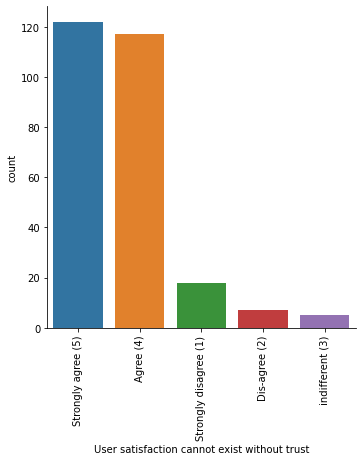 120
100
80
60
40
20
0
count
Strongly agree (5)
Agree (4)
Strongly disagree (1)
Dis-agree (2)
indifferent (3)
User satisfaction cannot exist without trust